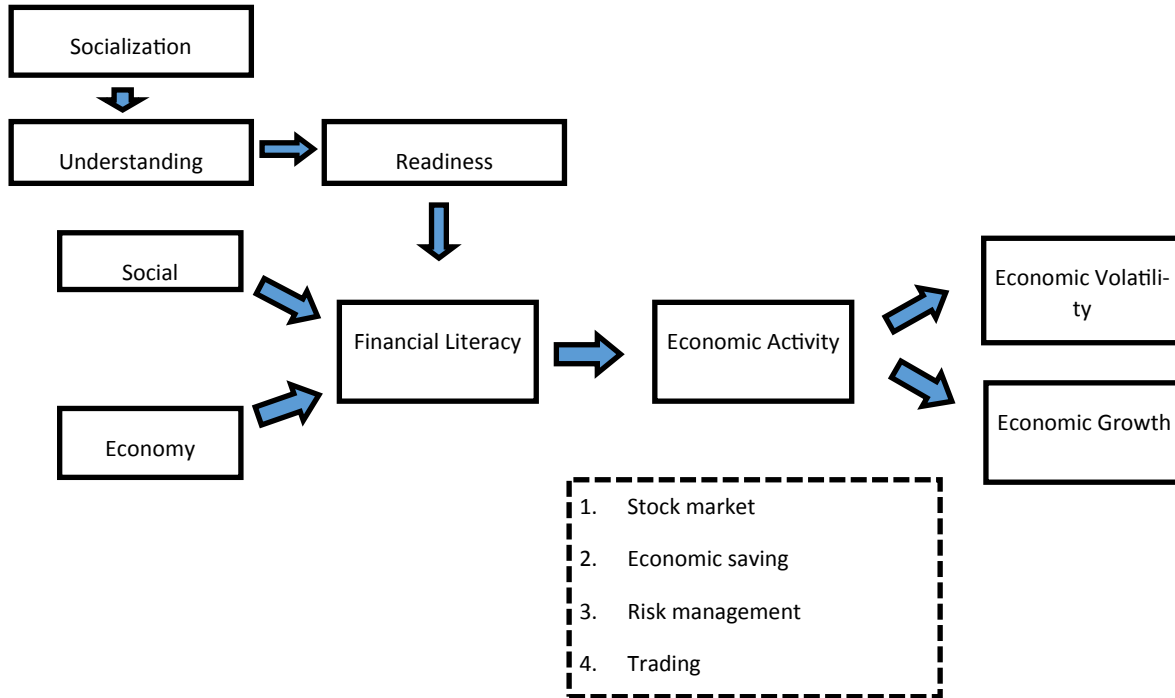 Socialization
Understanding
Readiness
Social
Economy
Financial Literacy
Economic Activity
Economic Volatili-
ty
Economic Growth
1. Stock market
2. Economic saving
3. Risk management
4. Trading